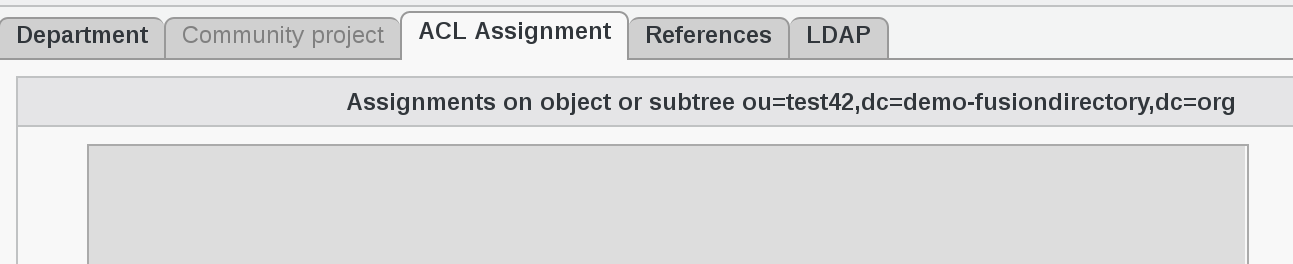 Department Community project ACL Assignment References LDAP
Assignments on object or subtree ou=test42,dc=demo-fusiondirectory,dc=org